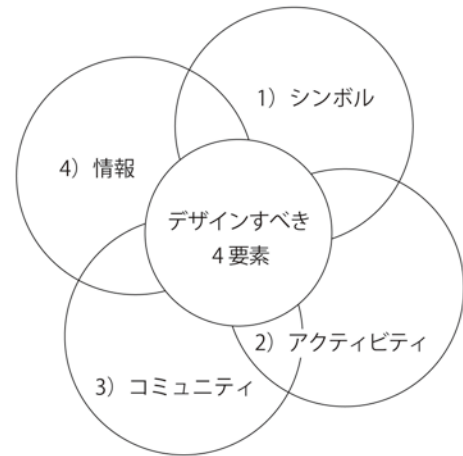 1）シンボル
4）情報
デザインすべき
4 要素
2）アクティビティ
3）コミュニティ